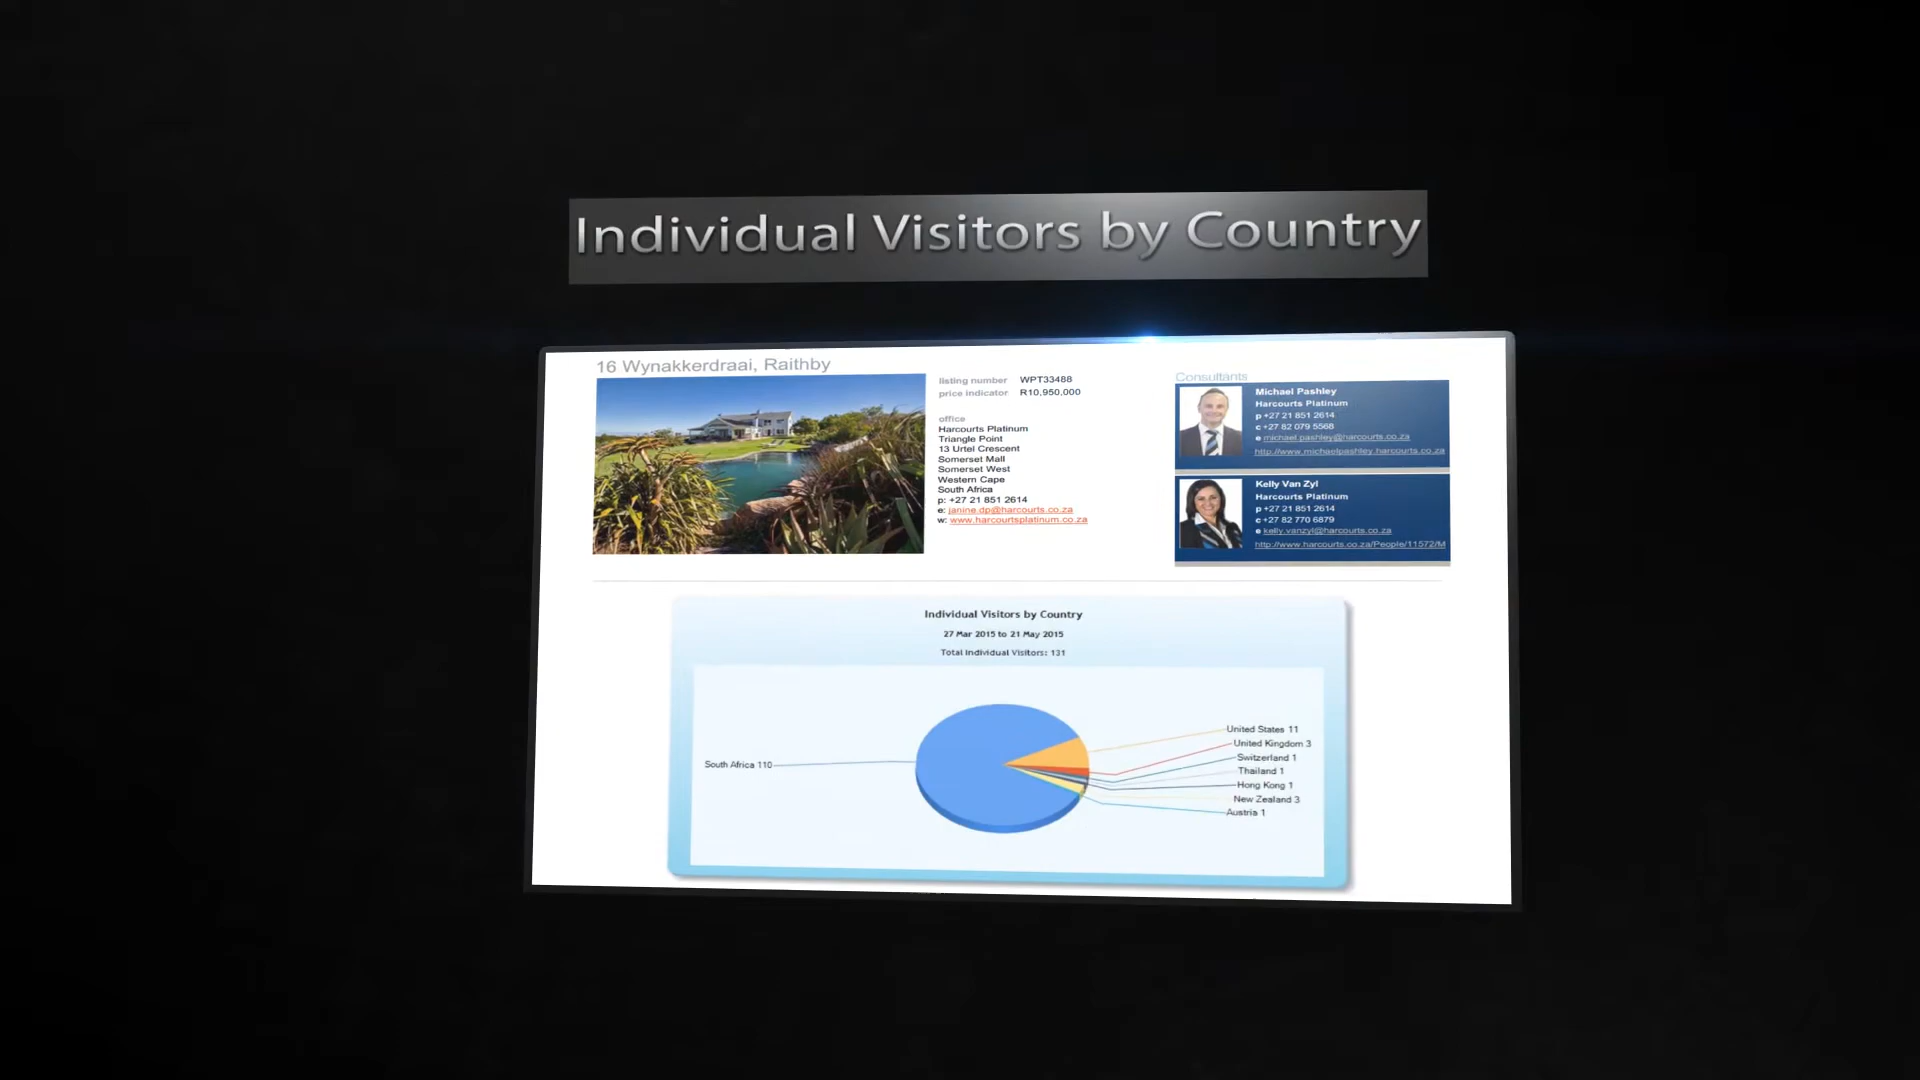 Individual Visitors by Country
16 Wynakkerdraai, Raithby
listing number WPT33488
price indicator R10,950,000
office
Harcourts Platinum
Triangle Point
13 Urtel Crescent
Somerset Mall
Somerset West
Western Cape
South Africa
p: +27 21 851 2614
e: janine.dp@harcourts.co.za
w: www.harcourtsplatinum.co.za
Consultants
Michael Pashley
Harcourts Platinum
p +27 21 851 2614
c +27 82 079 5568
e michael.pashley@harcourts.co.za
http://www.michaelpashley.harcourts.co.za
Kelly Van Zyl
Harcourts Platinum
p +27 21 851 2614
c +27 82 770 6879
e kelly.vanzyl@harcourts.co.za
http://www.harcourts.co.za/People/11572/M
Individual Visitors by Country
27 Mar 2015 to 21 May 2015
Total Individual Visitors: 131
South Africa 110
United States 11
United Kingdom 3
Switzerland 1
Thailand 1
Hong Kong 1
New Zealand 3
Austria 1